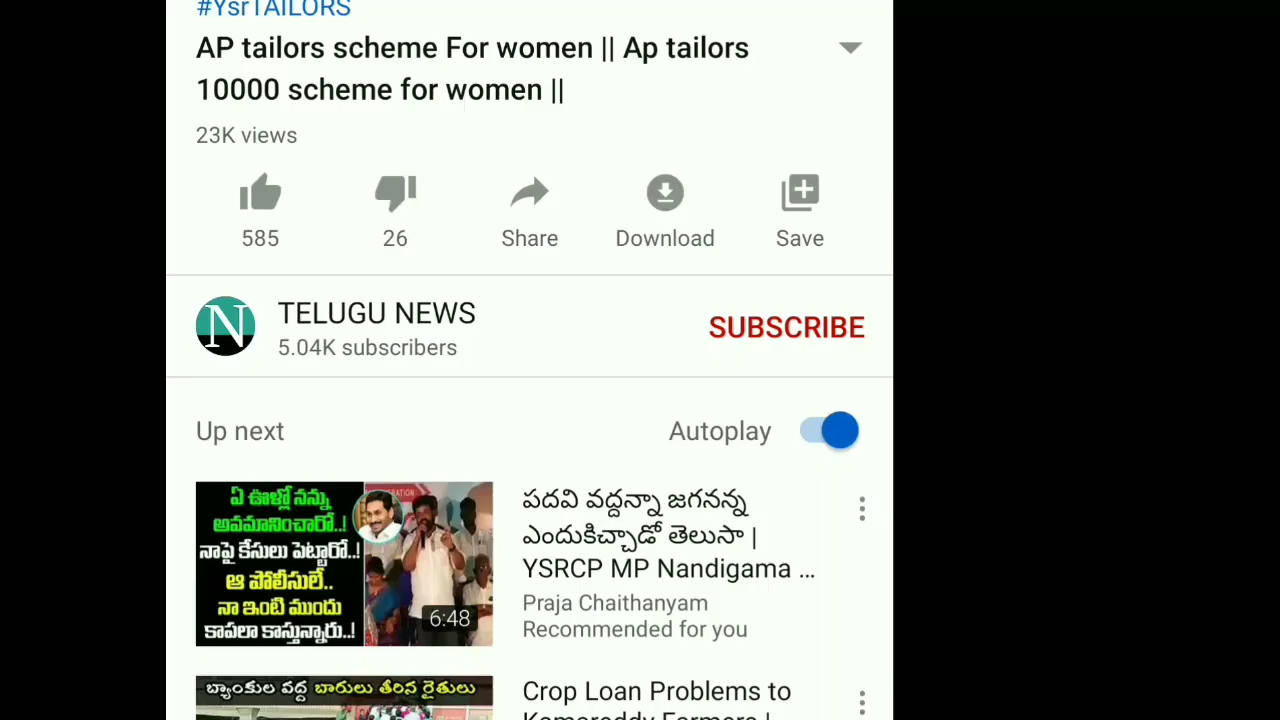 #YsrTAILORS
AP tailors scheme For women || Ap tailors
10000 scheme for women ||
23K views
585
26
Share
Download
Save
N
TELUGU NEWS
5.04K subscribers
SUBSCRIBE
Up next
Autoplay
ఏ ఊళ్లో నన్ను
అవమానించారో..!
నాపై కేసులు పెట్టారో..!
ఆ పోలీసులే..
నా ఇంటి ముందు
కాపలా కాస్తున్నారు..!
6:48
పదవి వద్దన్నా జగనన్న
ఎందుకిచ్చాడో తెలుసా |
YSRCP MP Nandigama ...
Praja Chaithanyam
Recommended for you
బ్యాంకుల వద్ద బారులు తీరిన రైతులు
Crop Loan Problems to
Kamareddy Farmers |